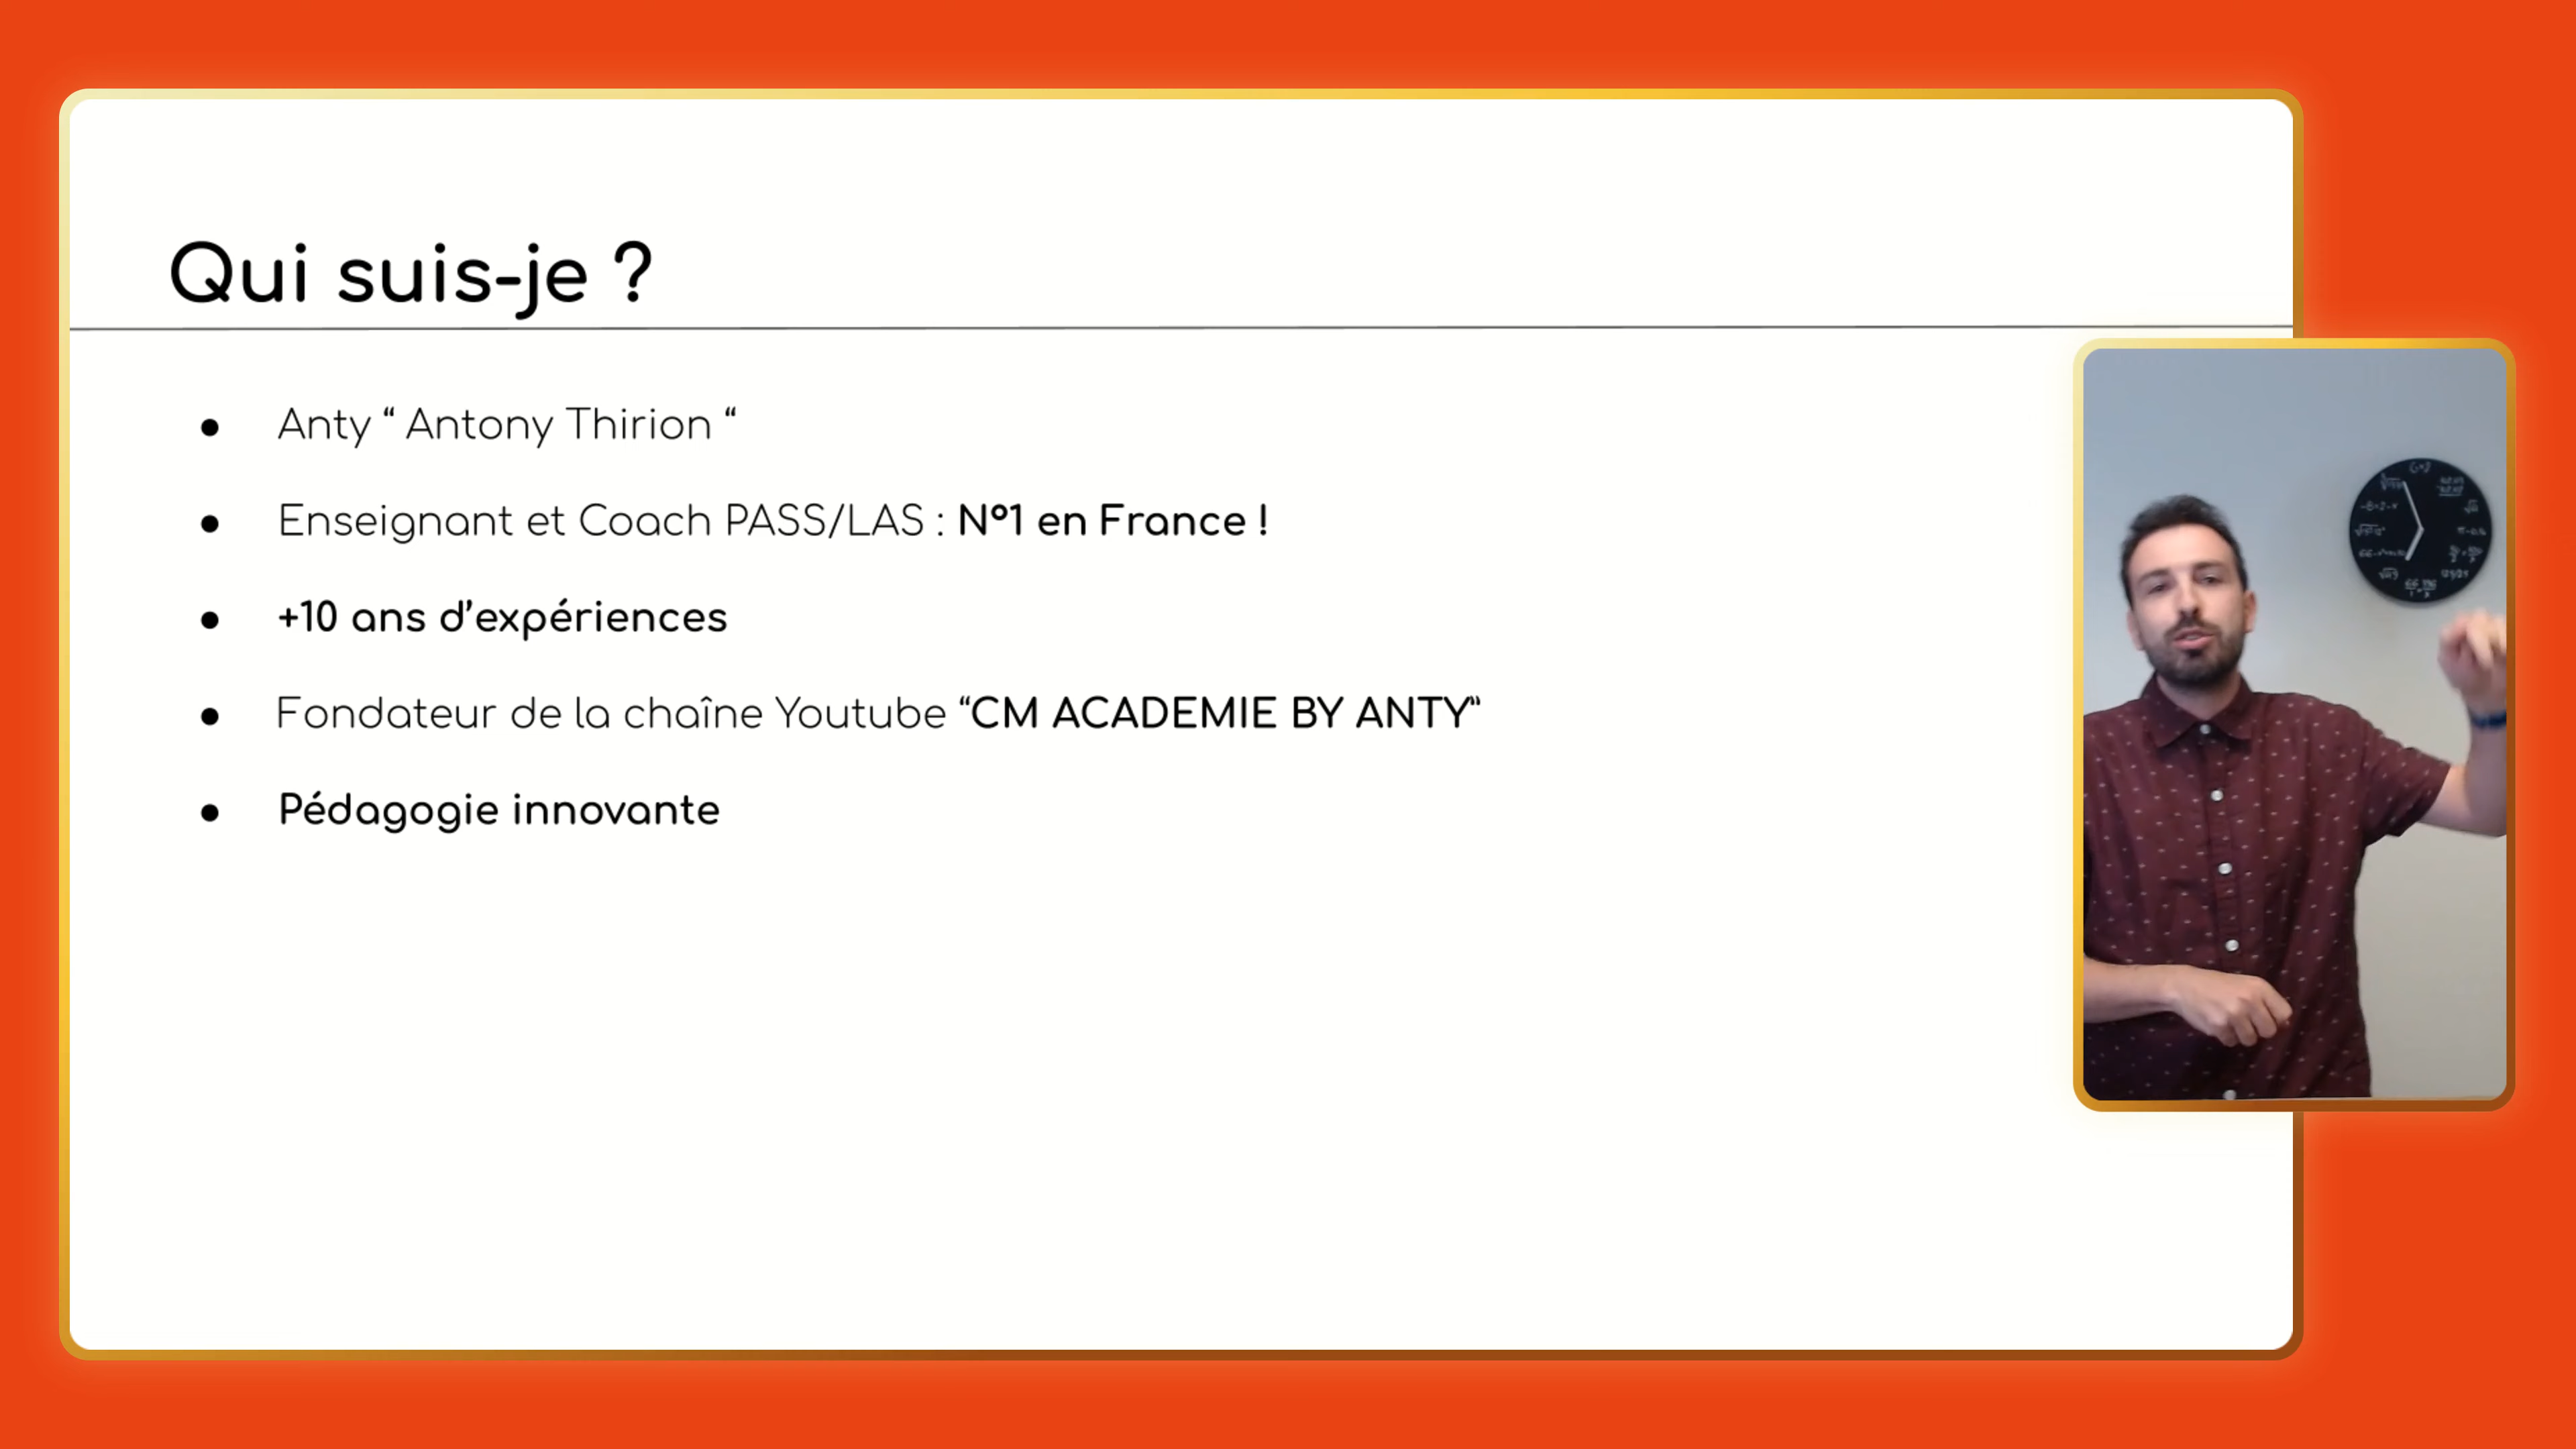 Qui suis-je ?
● Anty “ Antony Thirion “
● Enseignant et Coach PASS/LAS : N°1 en France !
● +10 ans d’expériences
● Fondateur de la chaîne Youtube “CM ACADEMIE BY ANTY”
● Pédagogie innovante